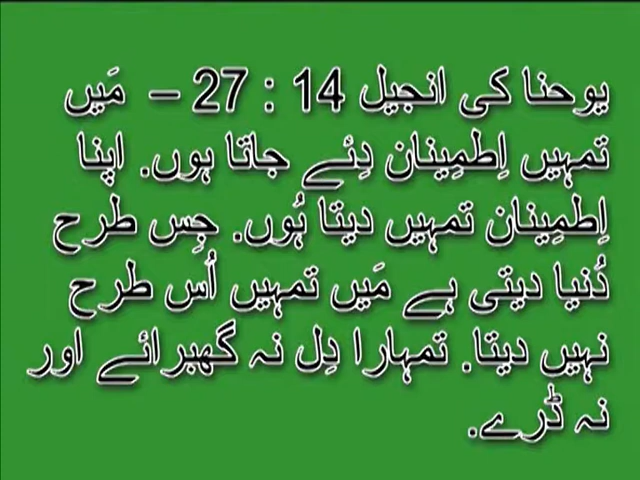 یوحنا کی انجیل 14 : 27 – مَیں
تمہیں اِطمِینان دِئے جاتا ہوں. اپنا
اِطمِینان تمہیں دیتا ہُوں. جِس طرح
دُنیا دیتی ہے مَیں تمہیں اُس طرح
نہیں دیتا. تمہارا دِل نہ گھبرائے اور
نہ ڈرے.